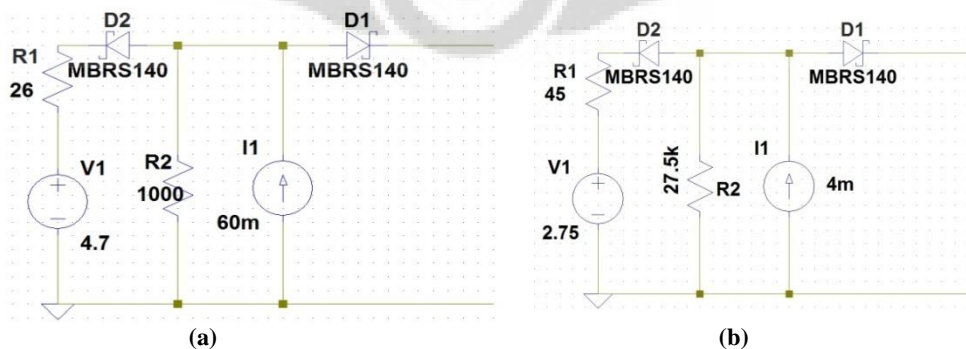 D2
D1
R1
MBRS140
MBRS140
26
V1
R2
I1
1000
60m
4.7
(a)
D2
D1
R1
MBRS140
MBRS140
45
V1
27.5k
R2
I1
4m
2.75
(b)